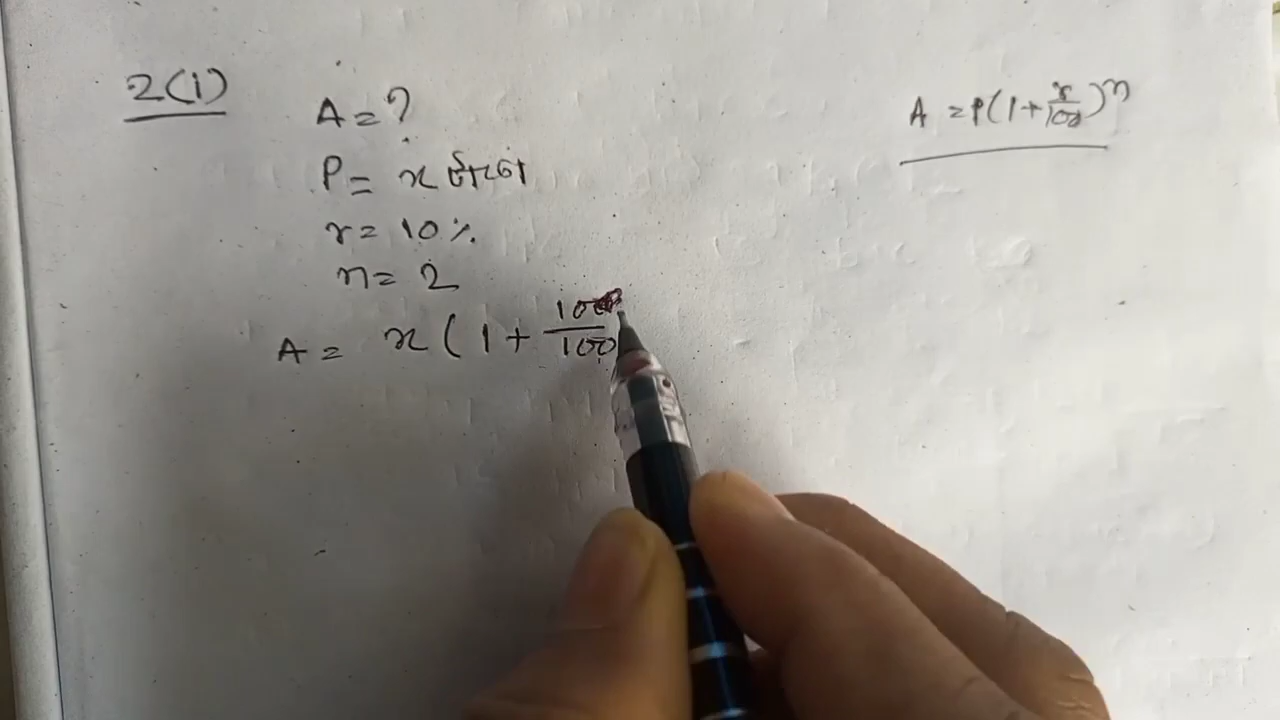 2(i)
A = ?
A = P(1 + r/100)^n
P = x টাকা
r = 10%
n = 2
A = x(1 + 10/100